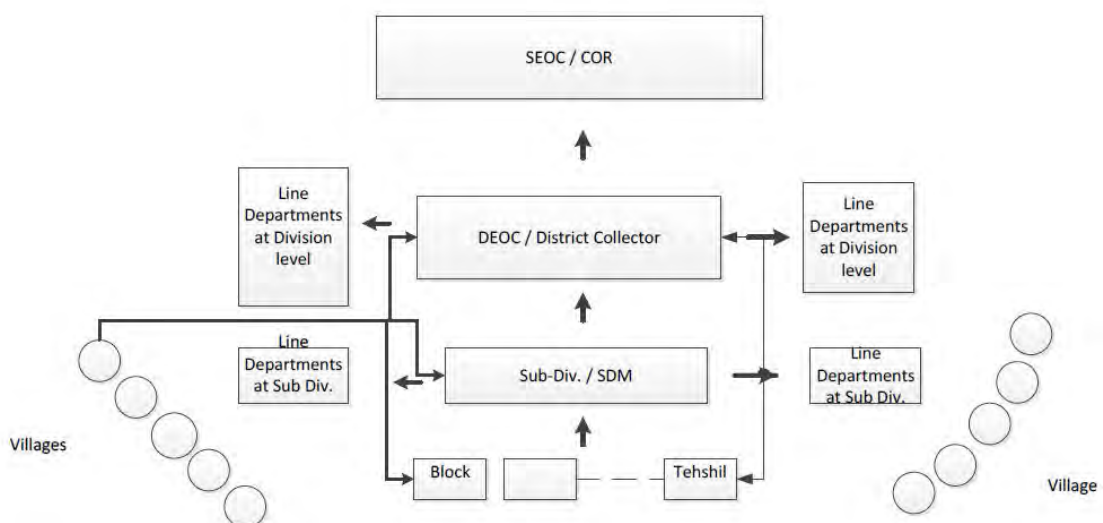 SEOC / COR
Line
Departments
at Division
level
DEOC / District Collector
Line
Departments
at Division
level
Line
Departments
at Sub Div.
Sub-Div. / SDM
Line
Departments
at Sub Div.
Villages
Block
Tehshil
Village